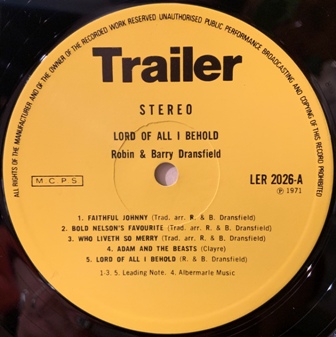 ALL RIGHTS OF THE MANUFACTURER AND OF THE OWNER OF THE RECORDED WORK RESERVED UNAUTHORISED PUBLIC PERFORMANCE BROADCASTING AND COPYING OF THIS RECORD PROHIBITED
Trailer
STEREO
LORD OF ALL I BEHOLD
Robin & Barry Dransfield
M.C.P.S LER 2026-A
℗ 1971
1. FAITHFUL JOHNNY (Trad. arr. R. & B. Dransfield)
2. BOLD NELSON'S FAVOURITE (Trad. arr. R. & B. Dransfield)
3. WHO LIVETH SO MERRY (Trad. arr. R. & B. Dransfield)
4. ADAM AND THE BEASTS (Clayre)
5. LORD OF ALL I BEHOLD (R. & B. Dransfield)
1-3. 5. Leading Note. 4. Albermarle Music